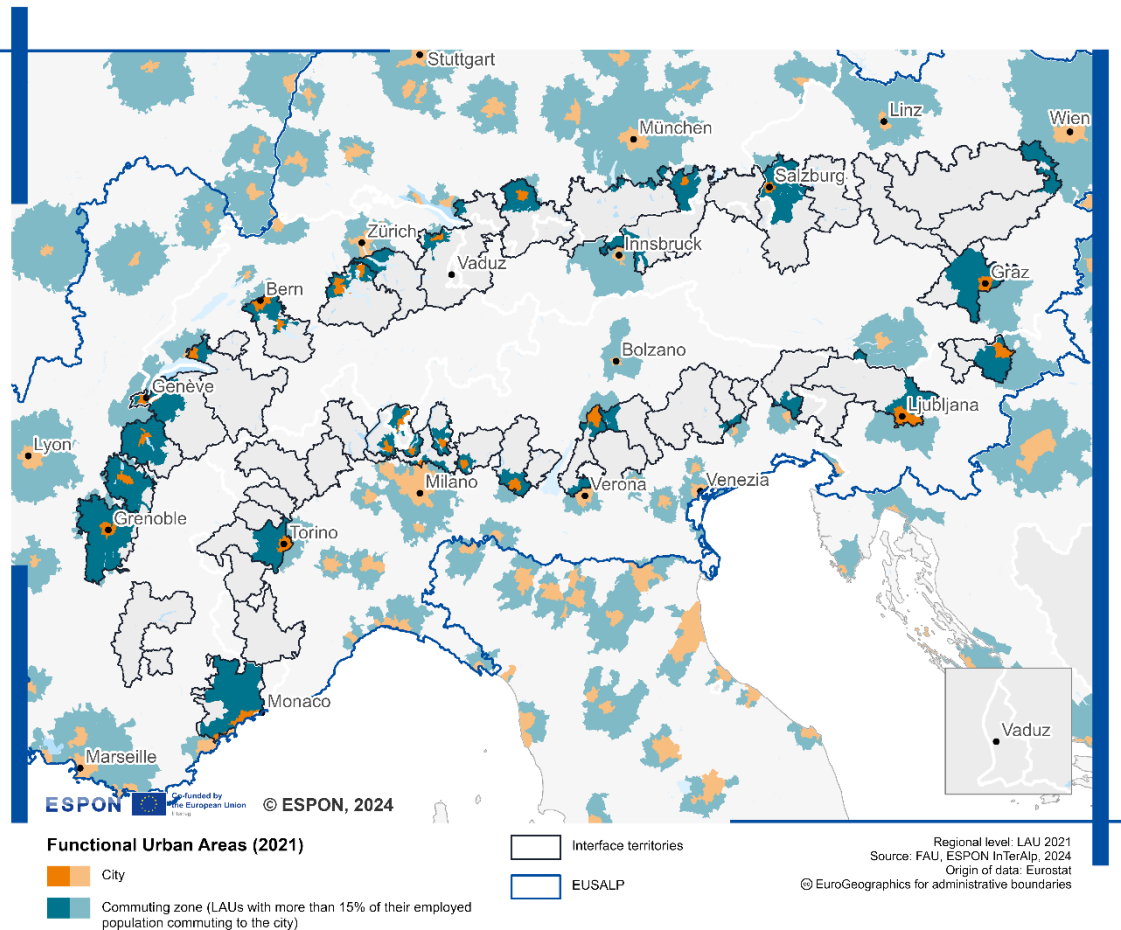 Stuttgart
Linz
München
Wien
Salzburg
Zürich
Innsbruck
Vaduz
Graz
Bern
Bolzano
Genève
Ljubljana
Lyon
Milano
Verona
Venezia
Grenoble
Torino
Monaco
Vaduz
Marseille
ESPON
Co-funded by
the European Union
Interreg
© ESPON, 2024
Functional Urban Areas (2021)
City
Commuting zone (LAUs with more than 15% of their employed
population commuting to the city)
Interface territories
EUSALP
Regional level: LAU 2021
Source: FAU, ESPON InTerAlp, 2024
Origin of data: Eurostat
cc EuroGeographics for administrative boundaries